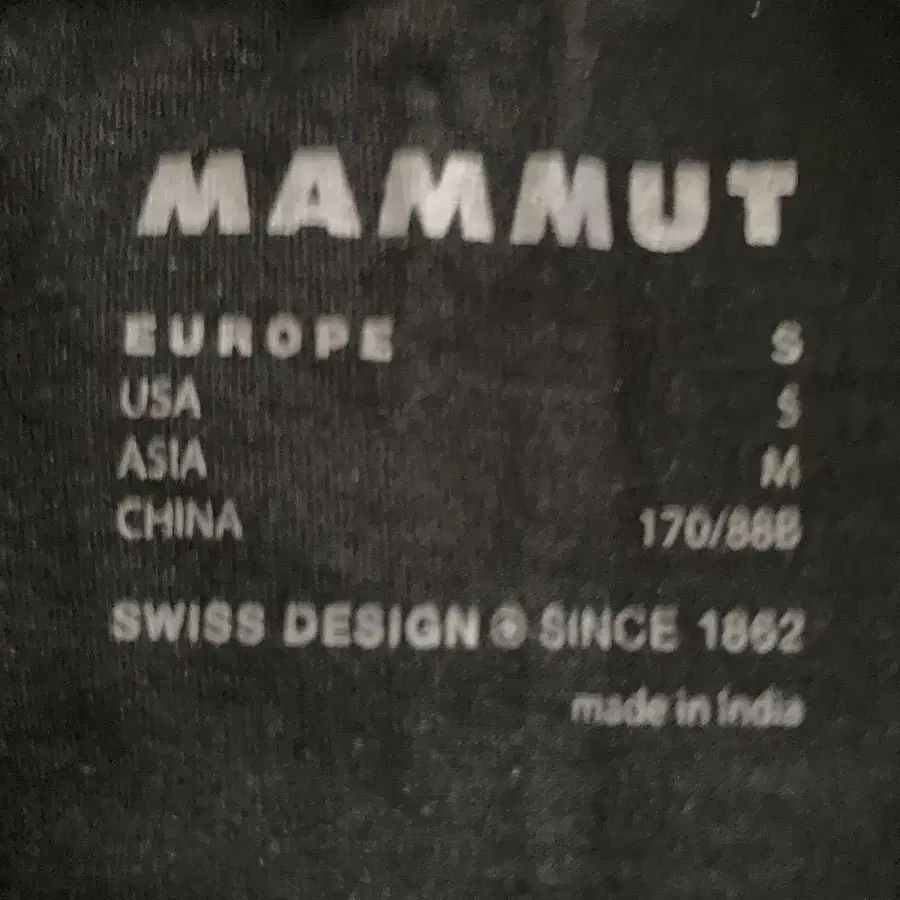 MAMMUT
EUROPE S
USA S
ASIA M
CHINA 170/88B
SWISS DESIGN SINCE 1862
made in India